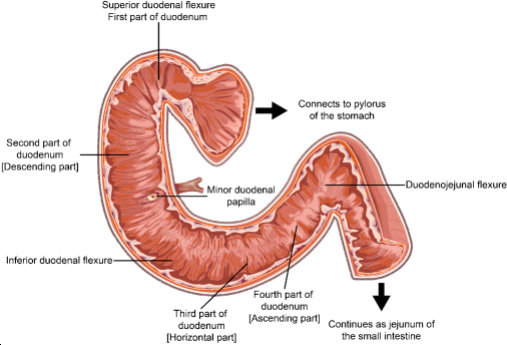 Superior duodenal flexure
First part of duodenum
Connects to pylorus
of the stomach
Second part of
duodenum
[Descending part]
Minor duodenal
papilla
Duodenojejunal flexure
Inferior duodenal flexure
Fourth part of
duodenum
[Ascending part]
Third part of
duodenum
[Horizontal part]
Continues as jejunum of
the small intestine